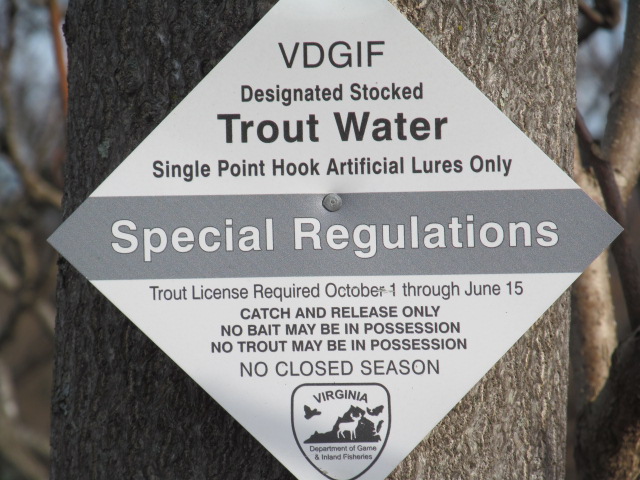 VDGIF
Designated Stocked
Trout Water
Single Point Hook Artificial Lures Only
Special Regulations
Trout License Required October 1 through June 15
CATCH AND RELEASE ONLY
NO BAIT MAY BE IN POSSESSION
NO TROUT MAY BE IN POSSESSION
NO CLOSED SEASON
VIRGINIA
Department of Game
& Inland Fisheries